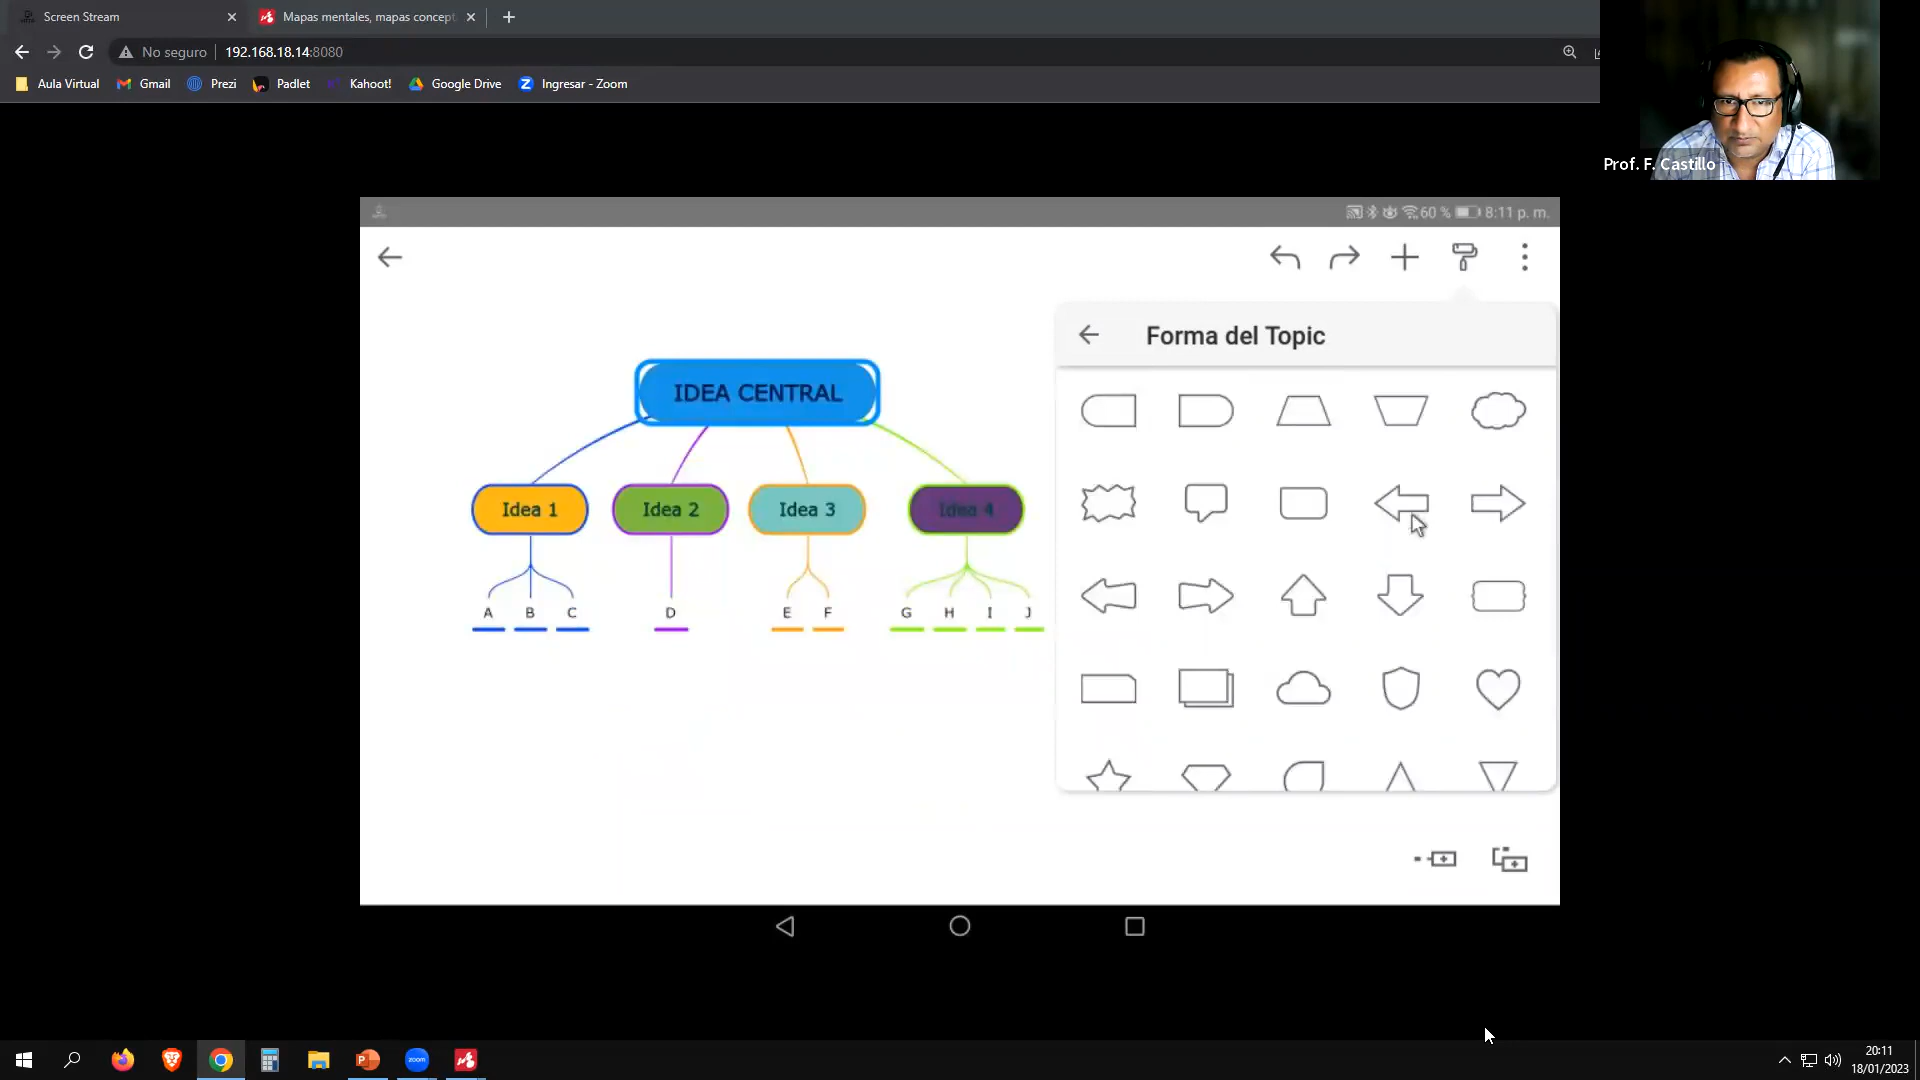 Screen Stream
Mapas mentales, mapas concept
No seguro
192.168.18.14:8080
Aula Virtual
Gmail
Prezi
Padlet
Kahoot!
Google Drive
Ingresar - Zoom
Prof. F. Castillo
60 %
8:11 p. m.
Forma del Topic
IDEA CENTRAL
Idea 1
Idea 2
Idea 3
Idea 4
A B C D E F G H I J
zoom
20:11
18/01/2023